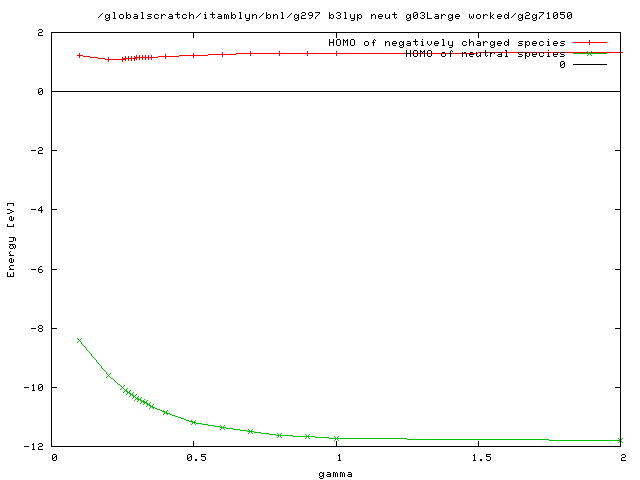 /globalscratch/itamblyn/bnl/g297 b3lyp neut g03Large worked/g2g71050
HOMO of negatively charged species
HOMO of neutral species
0
2
0
-2
-4
-6
-8
-10
-12
Energy [eV]
0 0.5 1 1.5 2
gamma